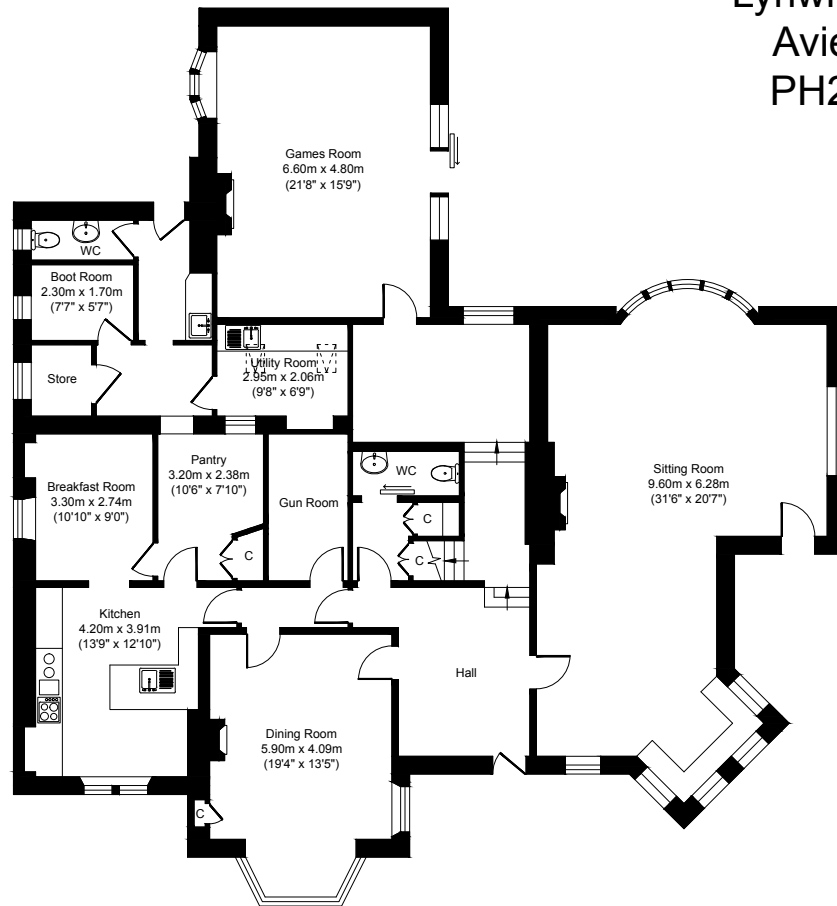 Avie
PH2
Games Room
6.60m x 4.80m
(21'8" x 15'9")
WC
Boot Room
2.30m x 1.70m
(7'7" x 5'7")
Store
Utility Room
2.95m x 2.06m
(9'8" x 6'9")
Pantry
3.20m x 2.38m
(10'6" x 7'10")
Breakfast Room
3.30m x 2.74m
(10'10" x 9'0")
Gun Room
WC
C
C
C
Sitting Room
9.60m x 6.28m
(31'6" x 20'7")
Kitchen
4.20m x 3.91m
(13'9" x 12'10")
Hall
Dining Room
5.90m x 4.09m
(19'4" x 13'5")
C